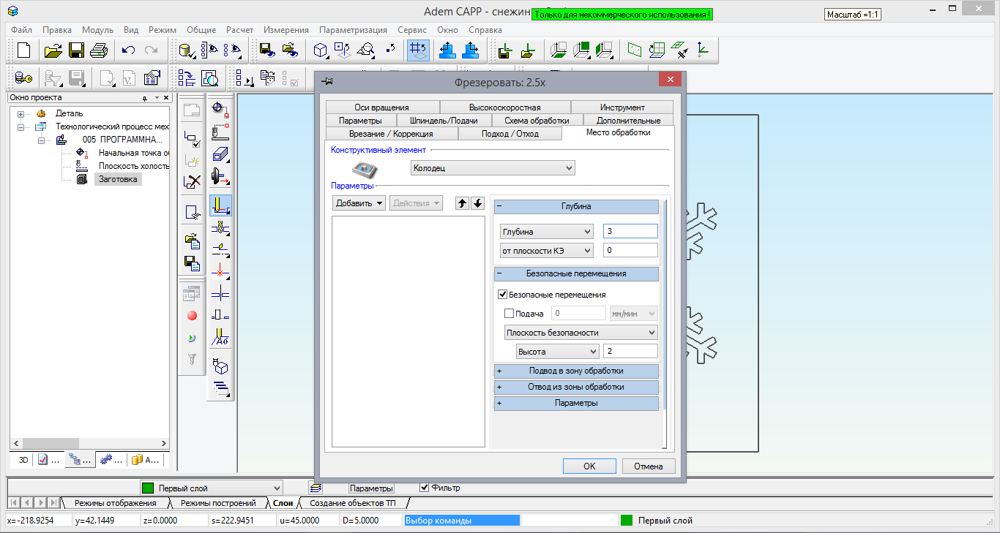 Adem CAPP - снежин
Только для некоммерческого использования !
Масштаб =1:1
Файл Правка Модуль Вид Режим Общие Расчет Измерения Параметризация Сервис Окно Справка
Окно проекта
Деталь
Технологический процесс мех
005 ПРОГРАММНА...
Начальная точка об
Плоскость холость
Заготовка
3D ... ... ... A...
Фрезеровать: 2.5x
Оси вращения Высокоскоростная Инструмент
Параметры Шпиндель/Подачи Схема обработки Дополнительные
Врезание / Коррекция Подход / Отход Место обработки
Конструктивный элемент
Колодец
Параметры
Добавить Действия
Глубина
Глубина 3
от плоскости КЭ 0
Безопасные перемещения
Безопасные перемещения
Подача 0 мм/мин
Плоскость безопасности
Высота 2
Подвод в зону обработки
Отвод из зоны обработки
Параметры
OK Отмена
Первый слой Параметры Фильтр
Режимы отображения Режимы построений Слои Создание объектов ТП
x=-218.9254 y=42.1449 z=0.0000 s=222.9451 u=45.0000 D=5.0000 Выбор команды Первый слой